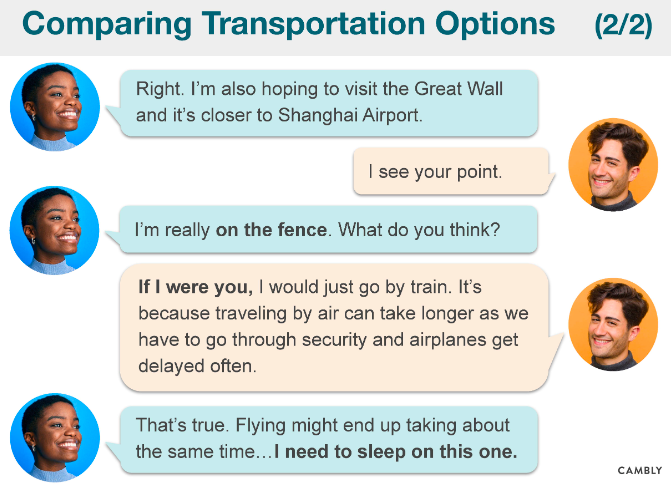 Comparing Transportation Options (2/2)
Right. I'm also hoping to visit the Great Wall
and it's closer to Shanghai Airport.
I see your point.
I'm really on the fence. What do you think?
If I were you, I would just go by train. It's
because traveling by air can take longer as we
have to go through security and airplanes get
delayed often.
That's true. Flying might end up taking about
the same time…I need to sleep on this one.
CAMBLY